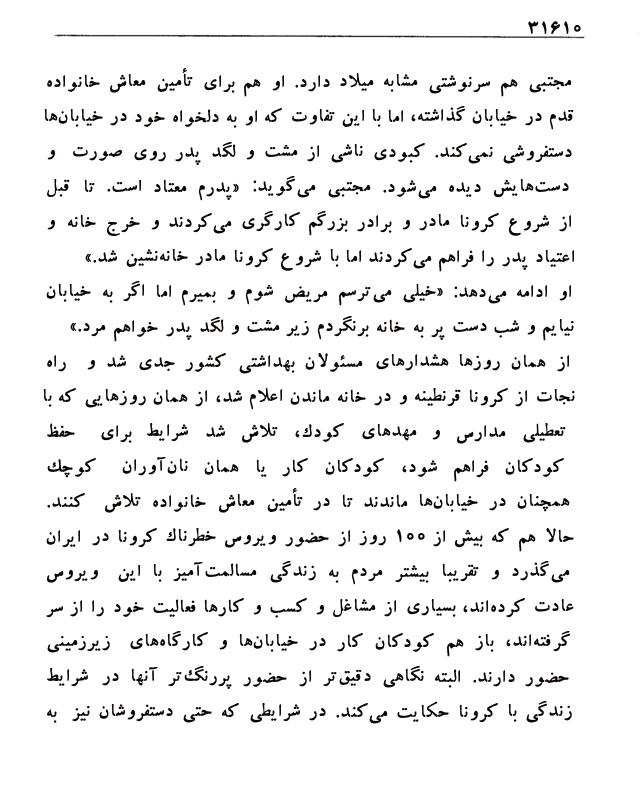 ۳۱۶۱۰
مجتبی هم سرنوشتی مشابه میلاد دارد. او هم برای تأمین معاش خانواده
قدم در خیابان گذاشته، اما با این تفاوت که او به دلخواه خود در خیابان‌ها
دستفروشی نمی‌کند. کبودی ناشی از مشت و لگد پدر روی صورت و
دست‌هایش دیده می‌شود. مجتبی می‌گوید: «پدرم معتاد است. تا قبل
از شروع کرونا مادر و برادر بزرگم کارگری می‌کردند و خرج خانه و
اعتیاد پدر را فراهم می‌کردند اما با شروع کرونا مادر خانه‌نشین شد.»
او ادامه می‌دهد: «خیلی می‌ترسم مریض شوم و بمیرم اما اگر به خیابان
نیایم و شب دست پر به خانه برنگردم زیر مشت و لگد پدر خواهم مرد.»
از همان روزها هشدارهای مسئولان بهداشتی کشور جدی شد و راه
نجات از کرونا قرنطینه و در خانه ماندن اعلام شد، از همان روزهایی که با
تعطیلی مدارس و مهدهای کودك، تلاش شد شرایط برای حفظ
کودکان فراهم شود، کودکان کار یا همان نان‌آوران کوچك
همچنان در خیابان‌ها ماندند تا در تأمین معاش خانواده تلاش کنند.
حالا هم که بیش از ۱۰۰ روز از حضور ویروس خطرناك کرونا در ایران
می‌گذرد و تقریبا بیشتر مردم به زندگی مسالمت‌آمیز با این ویروس
عادت کرده‌اند، بسیاری از مشاغل و کسب و کارها فعالیت خود را از سر
گرفته‌اند، باز هم کودکان کار در خیابان‌ها و کارگاه‌های زیرزمینی
حضور دارند. البته نگاهی دقیق‌تر از حضور پررنگ‌تر آنها در شرایط
زندگی با کرونا حکایت می‌کند. در شرایطی که حتی دستفروشان نیز به